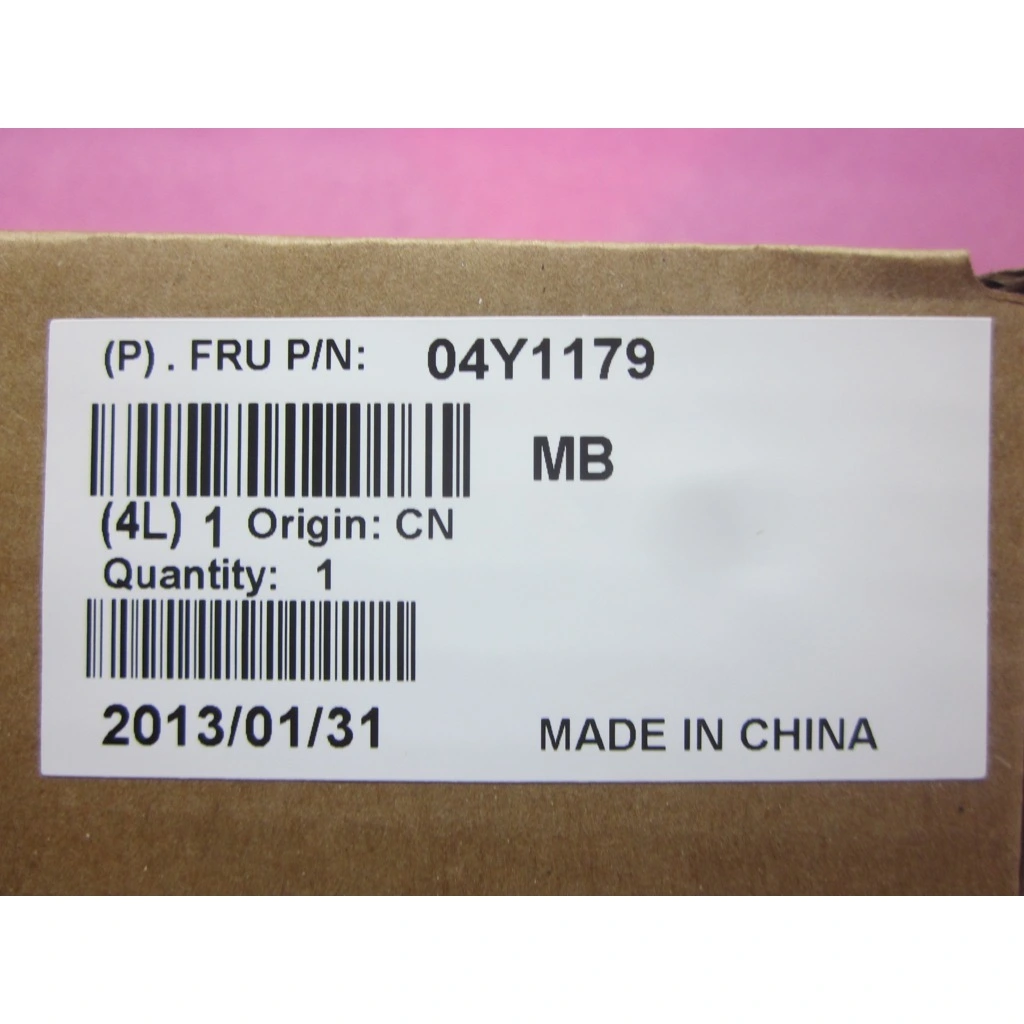 (P) . FRU P/N: 04Y1179
MB
(4L) 1 Origin: CN
Quantity: 1
2013/01/31 MADE IN CHINA